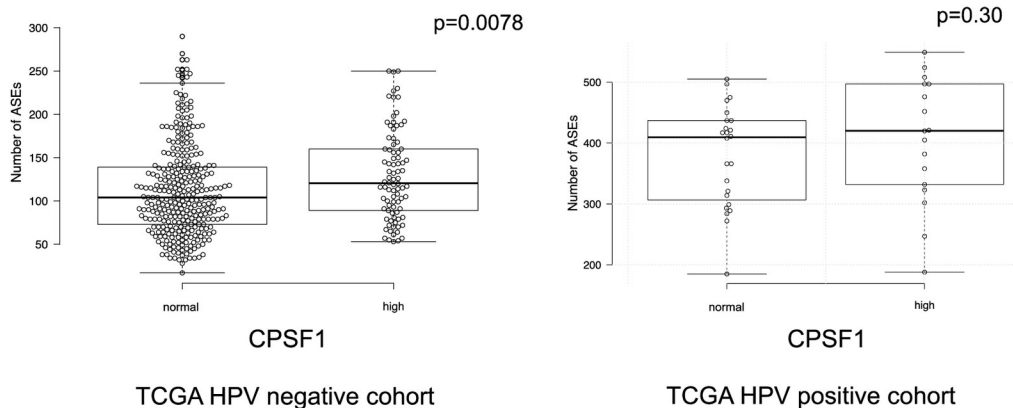 p=0.0078
300
250
200
150
100
50
Number of ASEs
normal
high
CPSF1
TCGA HPV negative cohort
p=0.30
500
400
300
200
Number of ASEs
normal
high
CPSF1
TCGA HPV positive cohort